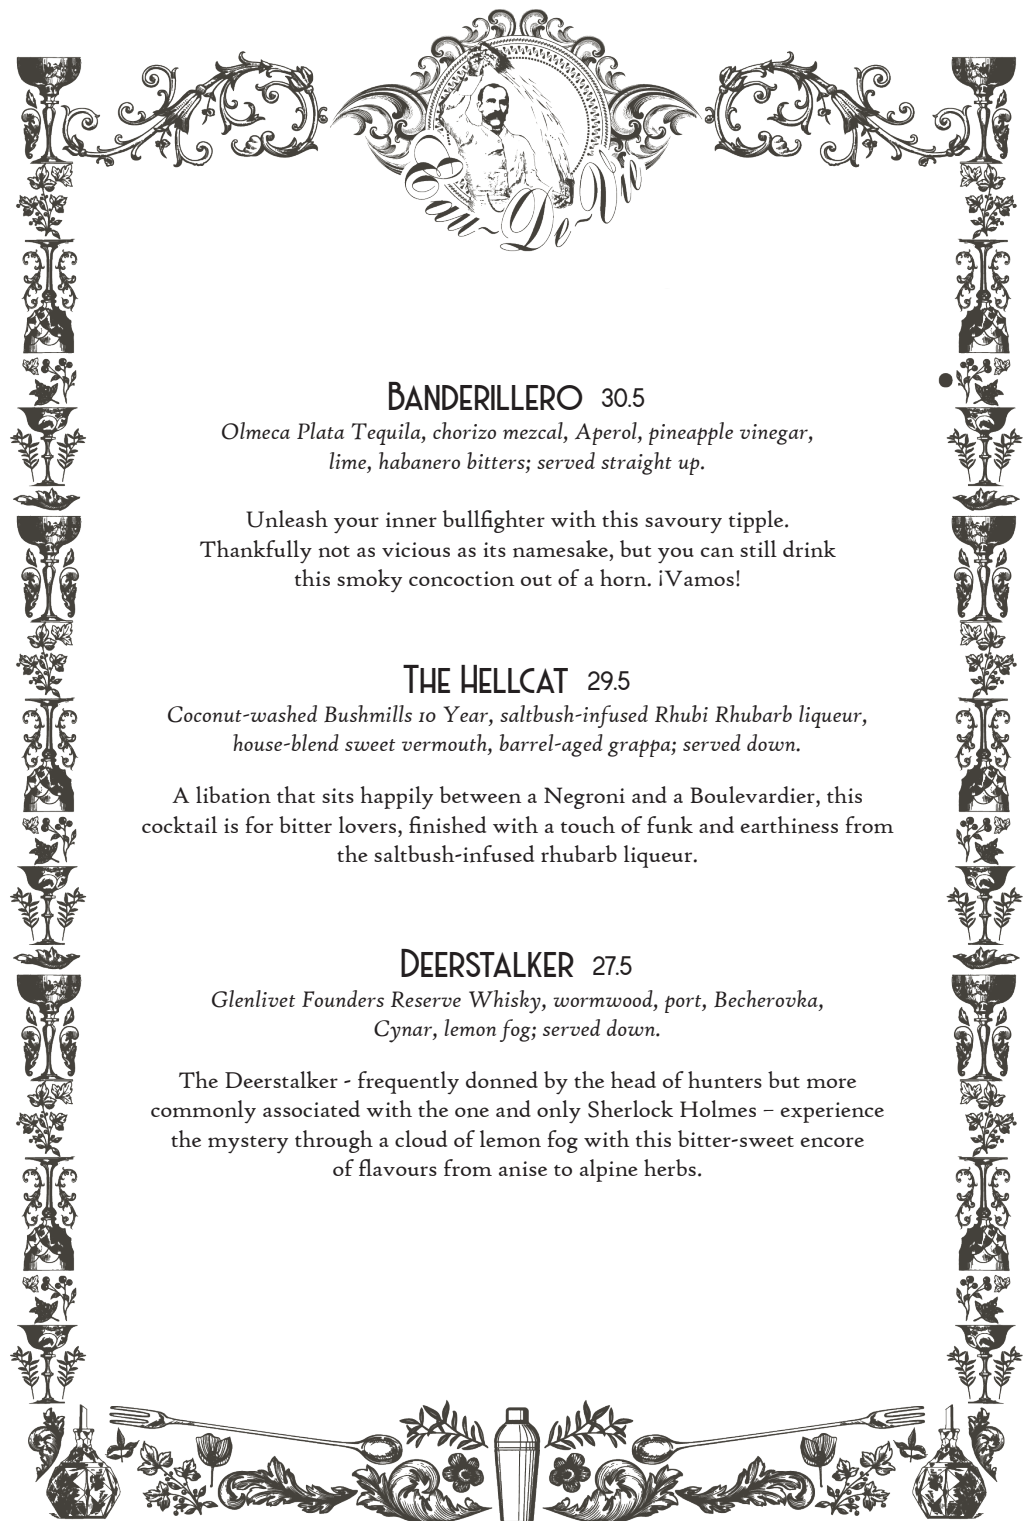 Eau-De-Vie
BANDERILLERO 30.5
Olmeca Plata Tequila, chorizo mezcal, Aperol, pineapple vinegar,
lime, habanero bitters; served straight up.
Unleash your inner bullfighter with this savoury tipple.
Thankfully not as vicious as its namesake, but you can still drink
this smoky concoction out of a horn. ¡Vamos!
THE HELLCAT 29.5
Coconut-washed Bushmills 10 Year, saltbush-infused Rhubi Rhubarb liqueur,
house-blend sweet vermouth, barrel-aged grappa; served down.
A libation that sits happily between a Negroni and a Boulevardier, this
cocktail is for bitter lovers, finished with a touch of funk and earthiness from
the saltbush-infused rhubarb liqueur.
DEERSTALKER 27.5
Glenlivet Founders Reserve Whisky, wormwood, port, Becherovka,
Cynar, lemon fog; served down.
The Deerstalker - frequently donned by the head of hunters but more
commonly associated with the one and only Sherlock Holmes – experience
the mystery through a cloud of lemon fog with this bitter-sweet encore
of flavours from anise to alpine herbs.